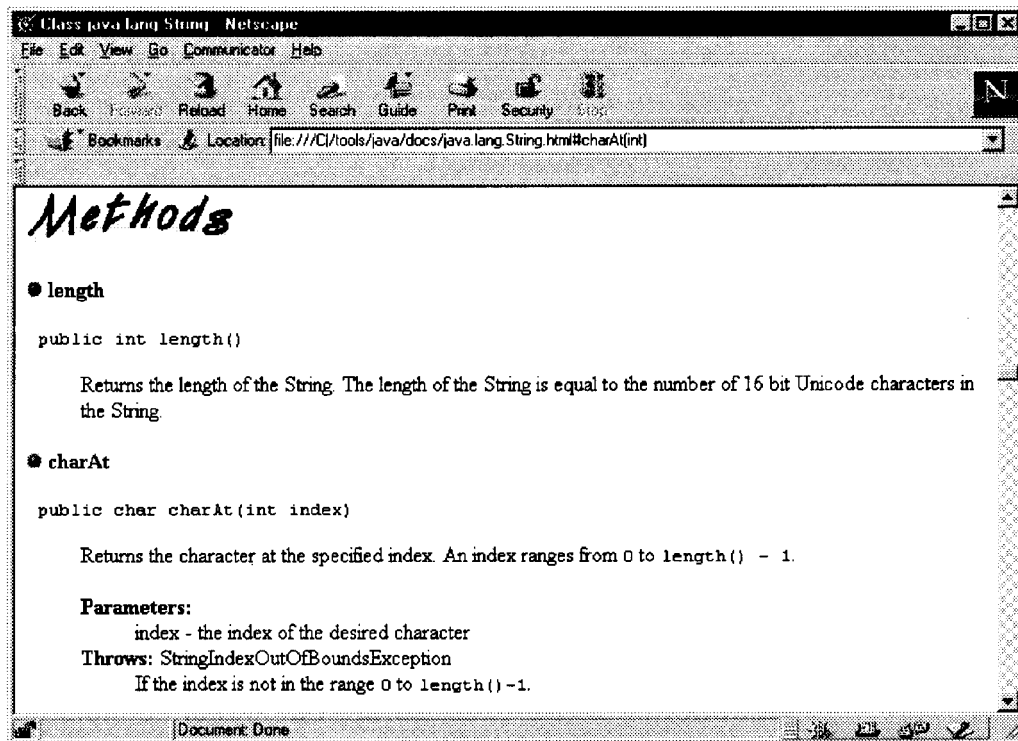 Class java.lang.String - Netscape
File Edit View Go Communicator Help
Back Forward Reload Home Search Guide Print Security Stop
N
Bookmarks Location: file:///C|/tools/java/docs/java.lang.String.html#charAt(int)
Methods
length
public int length()
Returns the length of the String. The length of the String is equal to the number of 16 bit Unicode characters in
the String.
charAt
public char charAt(int index)
Returns the character at the specified index. An index ranges from 0 to length() - 1.
Parameters:
index - the index of the desired character
Throws: StringIndexOutOfBoundsException
If the index is not in the range 0 to length()-1.
Document: Done